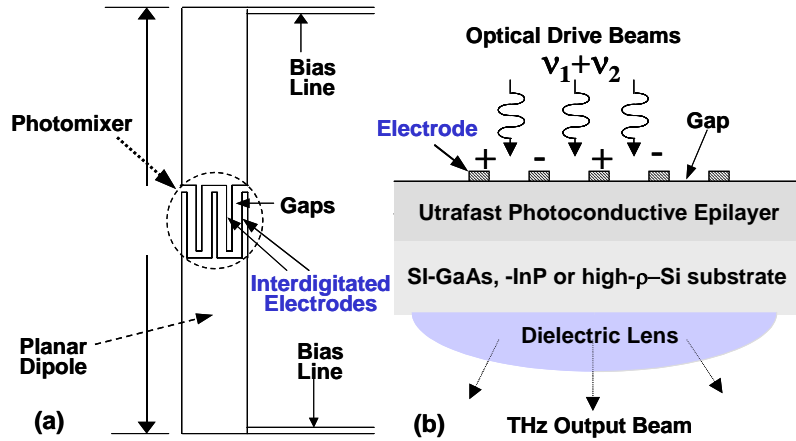 Bias
Line
Photomixer
Gaps
Interdigitated
Electrodes
Planar
Dipole
Bias
Line
(a)
Optical Drive Beams
ν1+ν2
Electrode
Gap
+ - + -
Utrafast Photoconductive Epilayer
SI-GaAs, -InP or high-ρ–Si substrate
Dielectric Lens
(b)
THz Output Beam